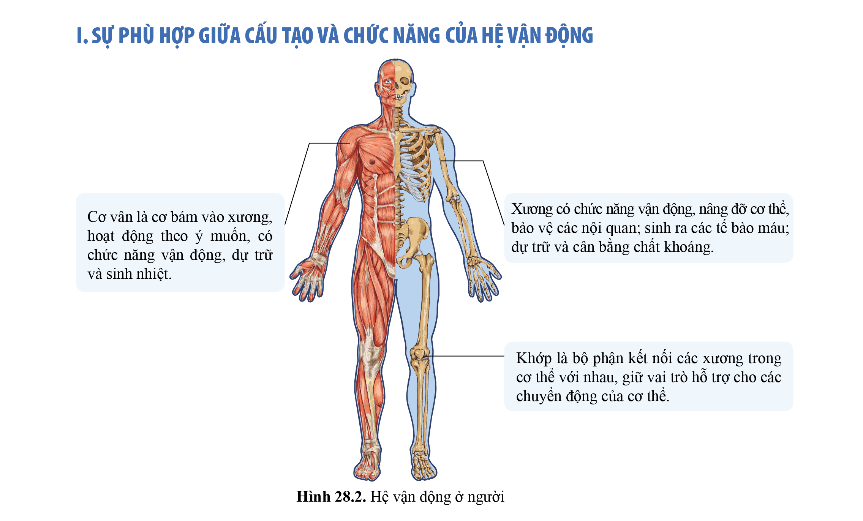 I. SỰ PHÙ HỢP GIỮA CẤU TẠO VÀ CHỨC NĂNG CỦA HỆ VẬN ĐỘNG
Cơ vân là cơ bám vào xương,
hoạt động theo ý muốn, có
chức năng vận động, dự trữ
và sinh nhiệt.
Xương có chức năng vận động, nâng đỡ cơ thể,
bảo vệ các nội quan; sinh ra các tế bào máu;
dự trữ và cân bằng chất khoáng.
Khớp là bộ phận kết nối các xương trong
cơ thể với nhau, giữ vai trò hỗ trợ cho các
chuyển động của cơ thể.
Hình 28.2. Hệ vận động ở người